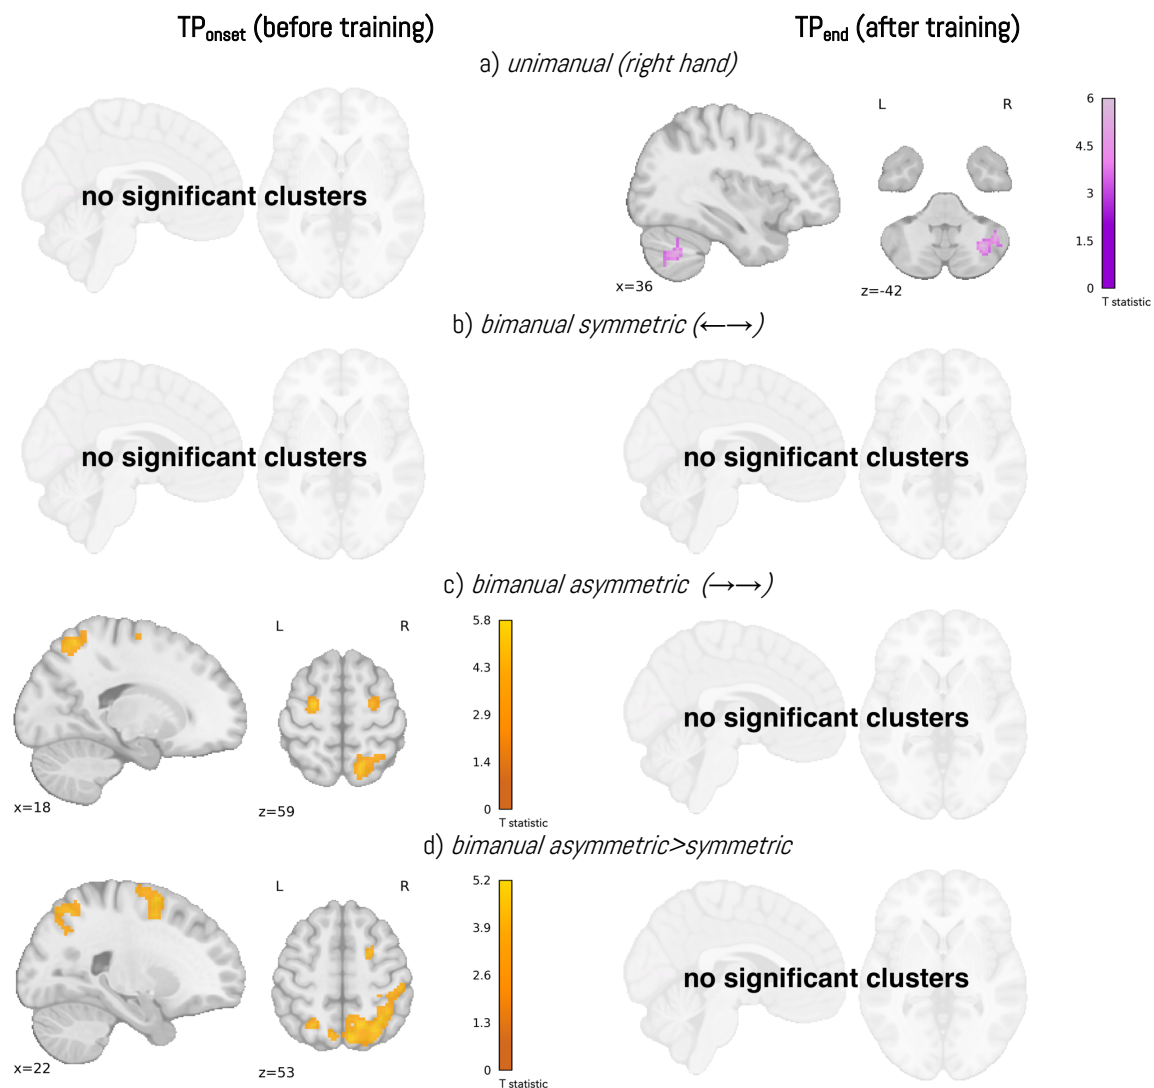 TPonset (before training) TPend (after training)
a) unimanual (right hand)
no significant clusters
L R
6
4.5
3
1.5
0
T statistic
x=36 z=-42
b) bimanual symmetric (←→)
no significant clusters no significant clusters
c) bimanual asymmetric (→→)
L R
5.8
4.3
2.9
1.4
0
T statistic
x=18 z=59
no significant clusters
d) bimanual asymmetric>symmetric
L R
5.2
3.9
2.6
1.3
0
T statistic
x=22 z=53
no significant clusters